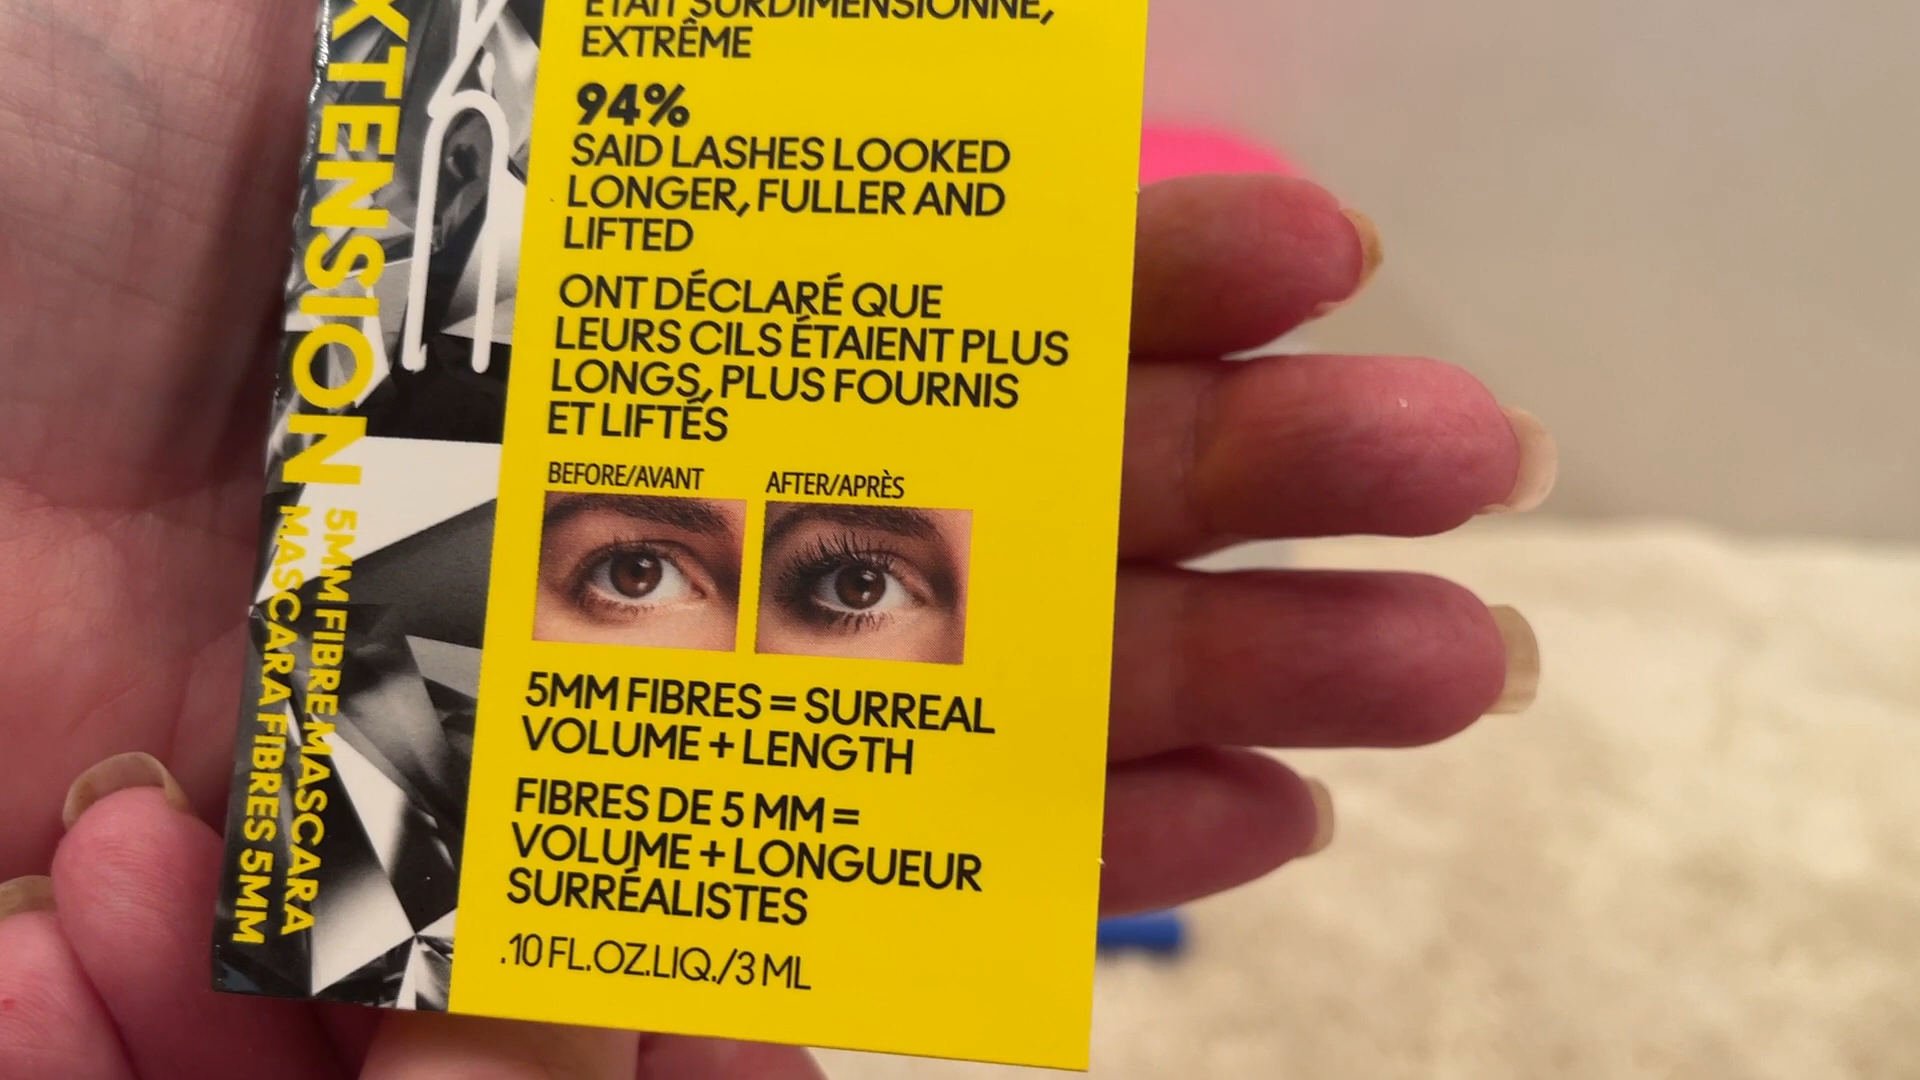 XTENSION
5MM FIBRE MASCARA
MASCARA FIBRES 5MM
ÉTAIT SURDIMENSIONNÉ,
EXTRÊME
94%
SAID LASHES LOOKED
LONGER, FULLER AND
LIFTED
ONT DÉCLARÉ QUE
LEURS CILS ÉTAIENT PLUS
LONGS, PLUS FOURNIS
ET LIFTÉS
BEFORE/AVANT
AFTER/APRÈS
5MM FIBRES = SURREAL
VOLUME + LENGTH
FIBRES DE 5 MM =
VOLUME + LONGUEUR
SURRÉALISTES
.10 FL.OZ.LIQ./3 ML